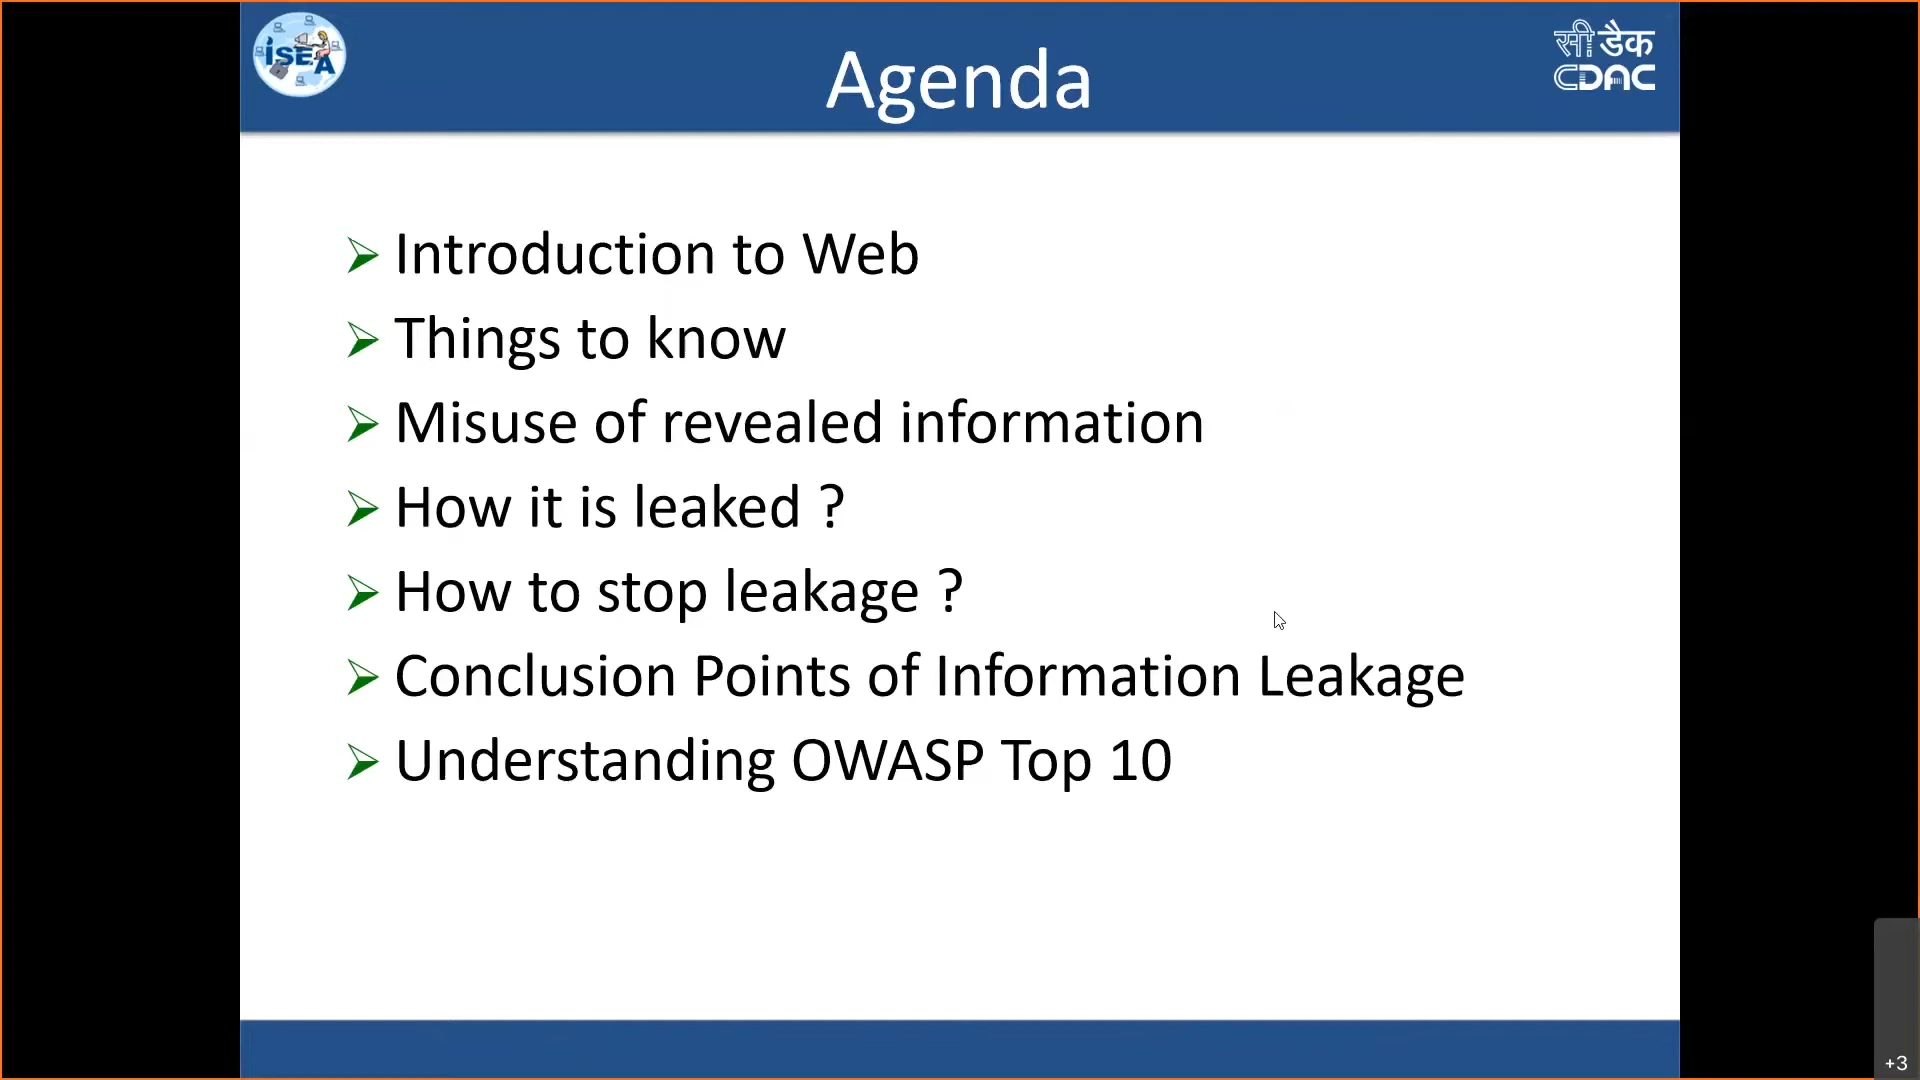 ISEA
Agenda
सी डैक
CDAC
Introduction to Web
Things to know
Misuse of revealed information
How it is leaked ?
How to stop leakage ?
Conclusion Points of Information Leakage
Understanding OWASP Top 10
+3